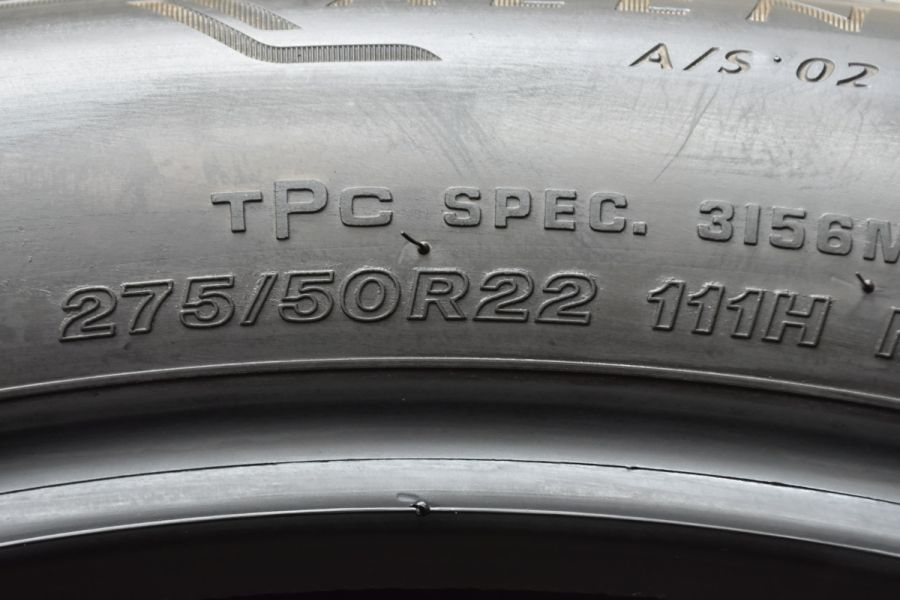 A/S '02
TPC SPEC. 3156M
275/50R22 111H